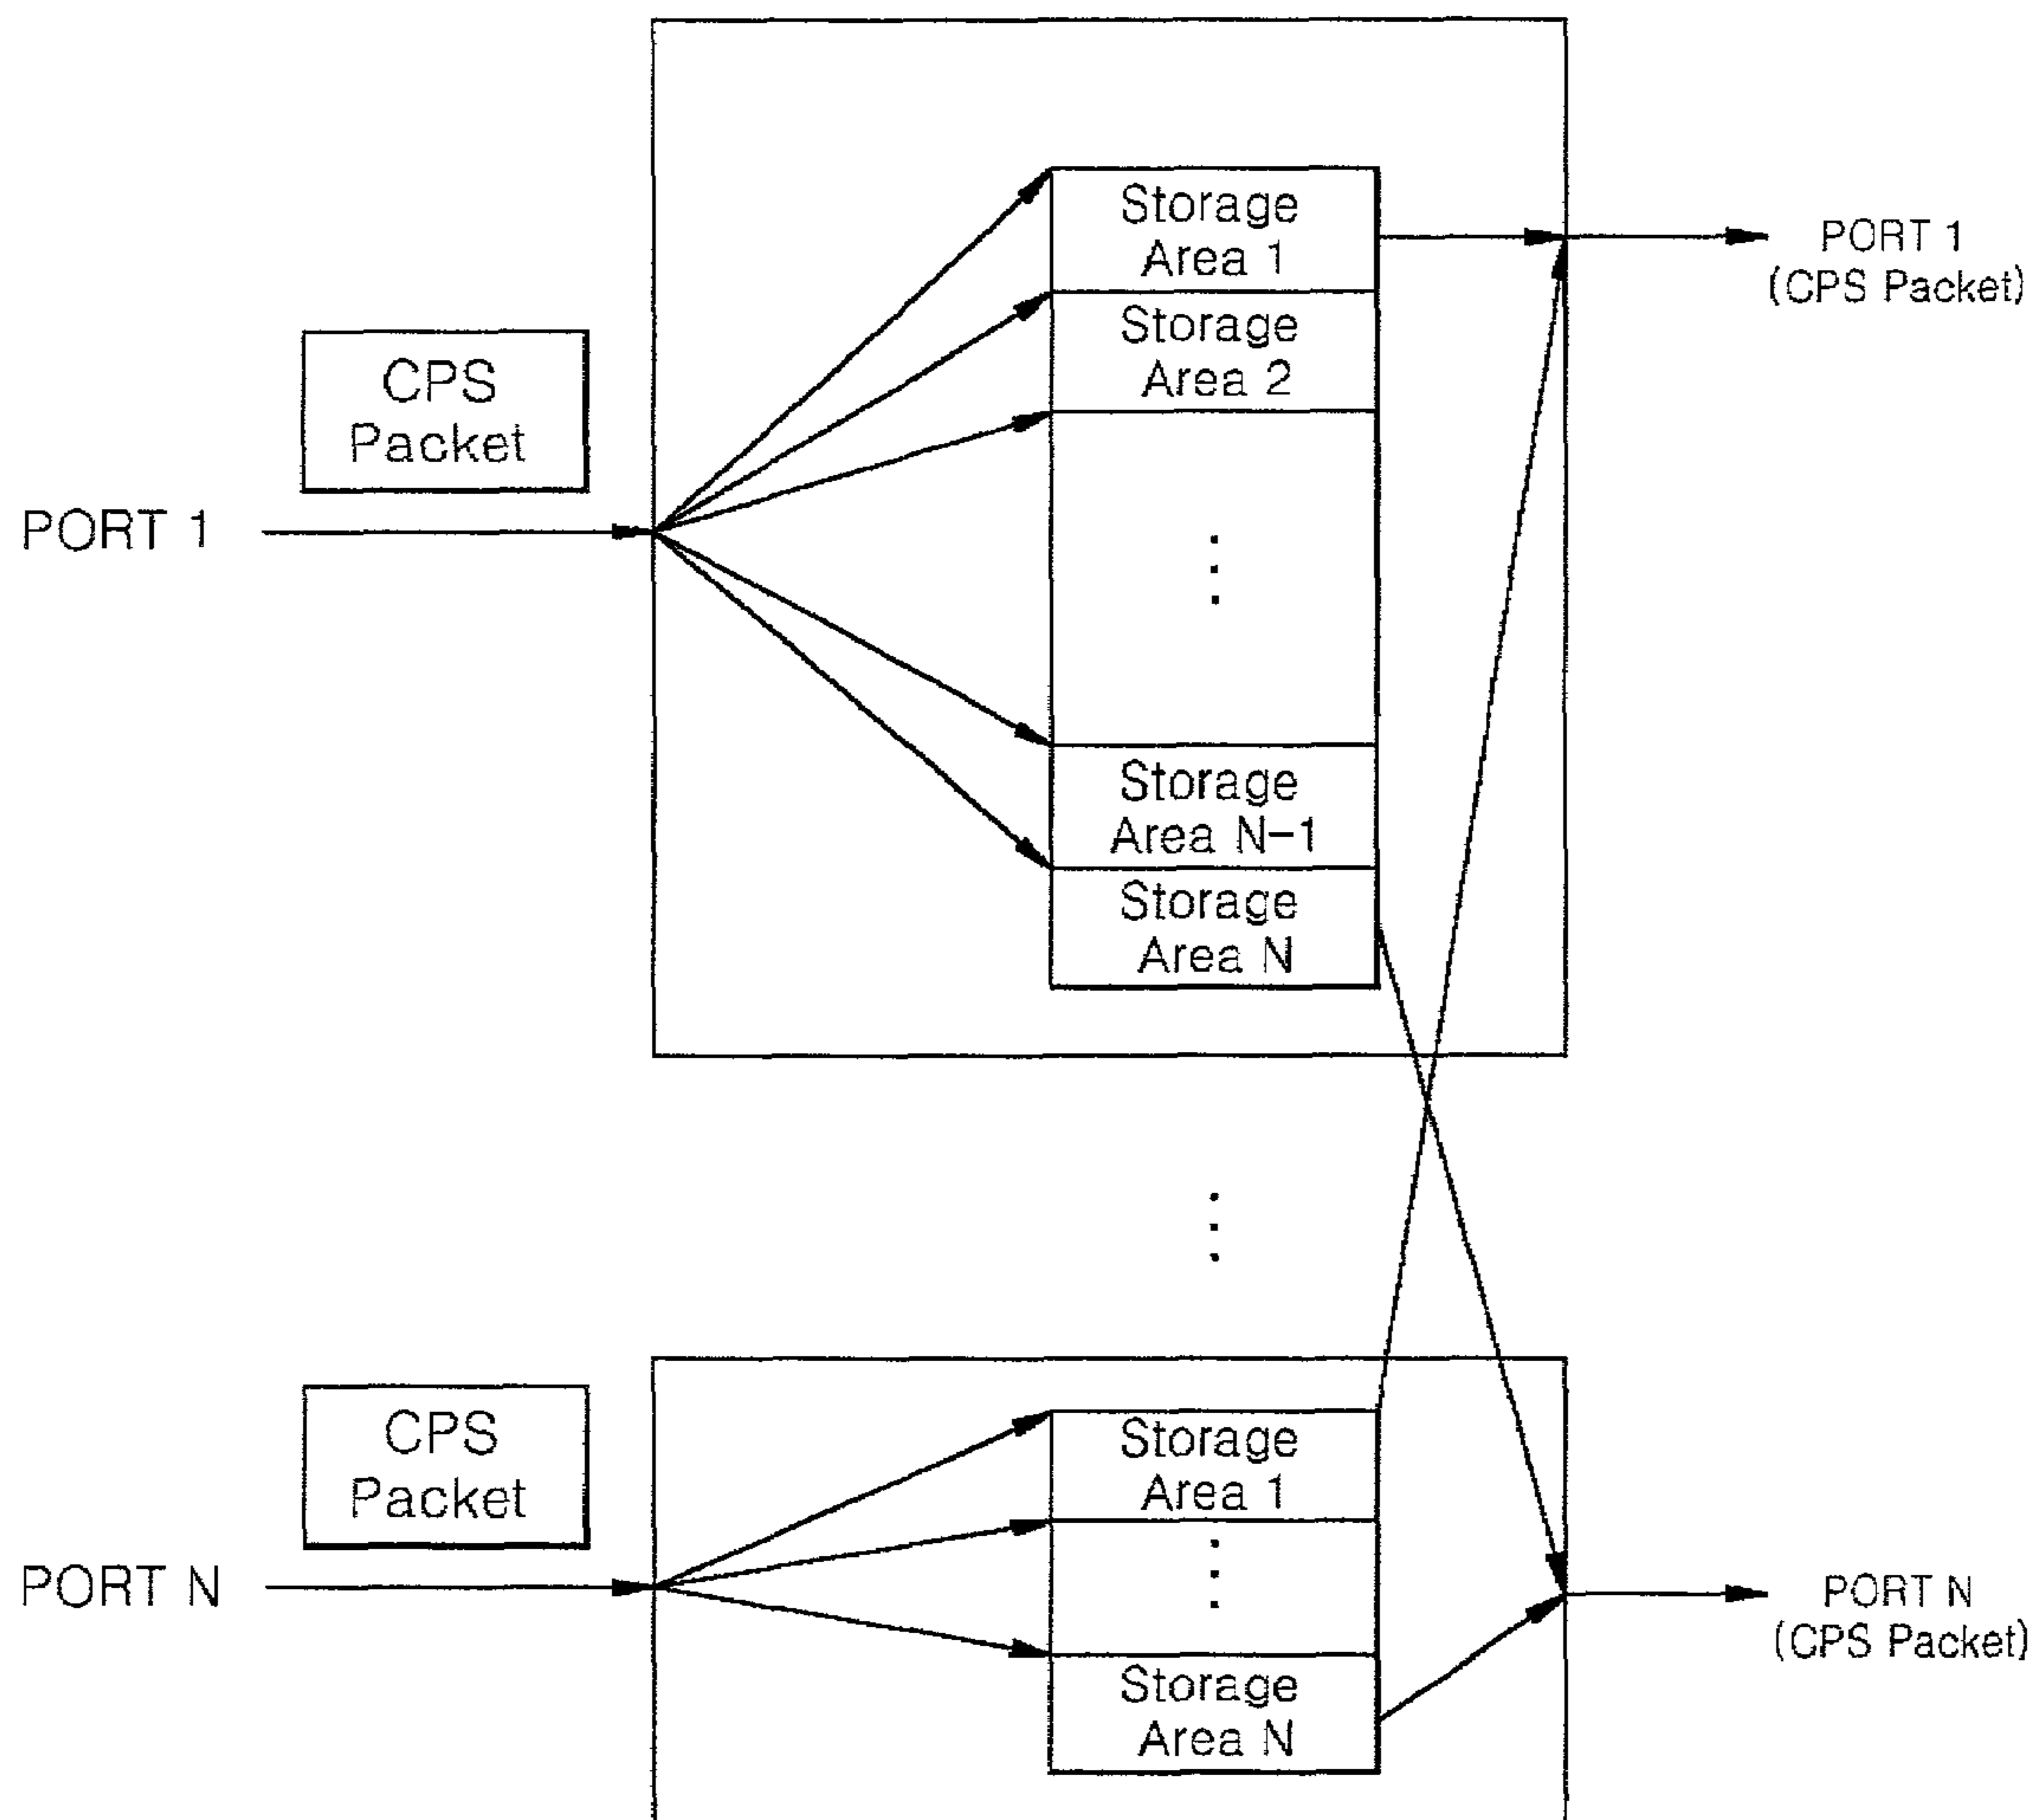 Storage
Area 1
PORT 1
(CPS Packet)
Storage
Area 2
CPS
Packet
PORT 1
Storage
Area N-1
Storage
Area N
CPS
Packet
Storage
Area 1
PORT N
PORT N
(CPS Packet)
Storage
Area N